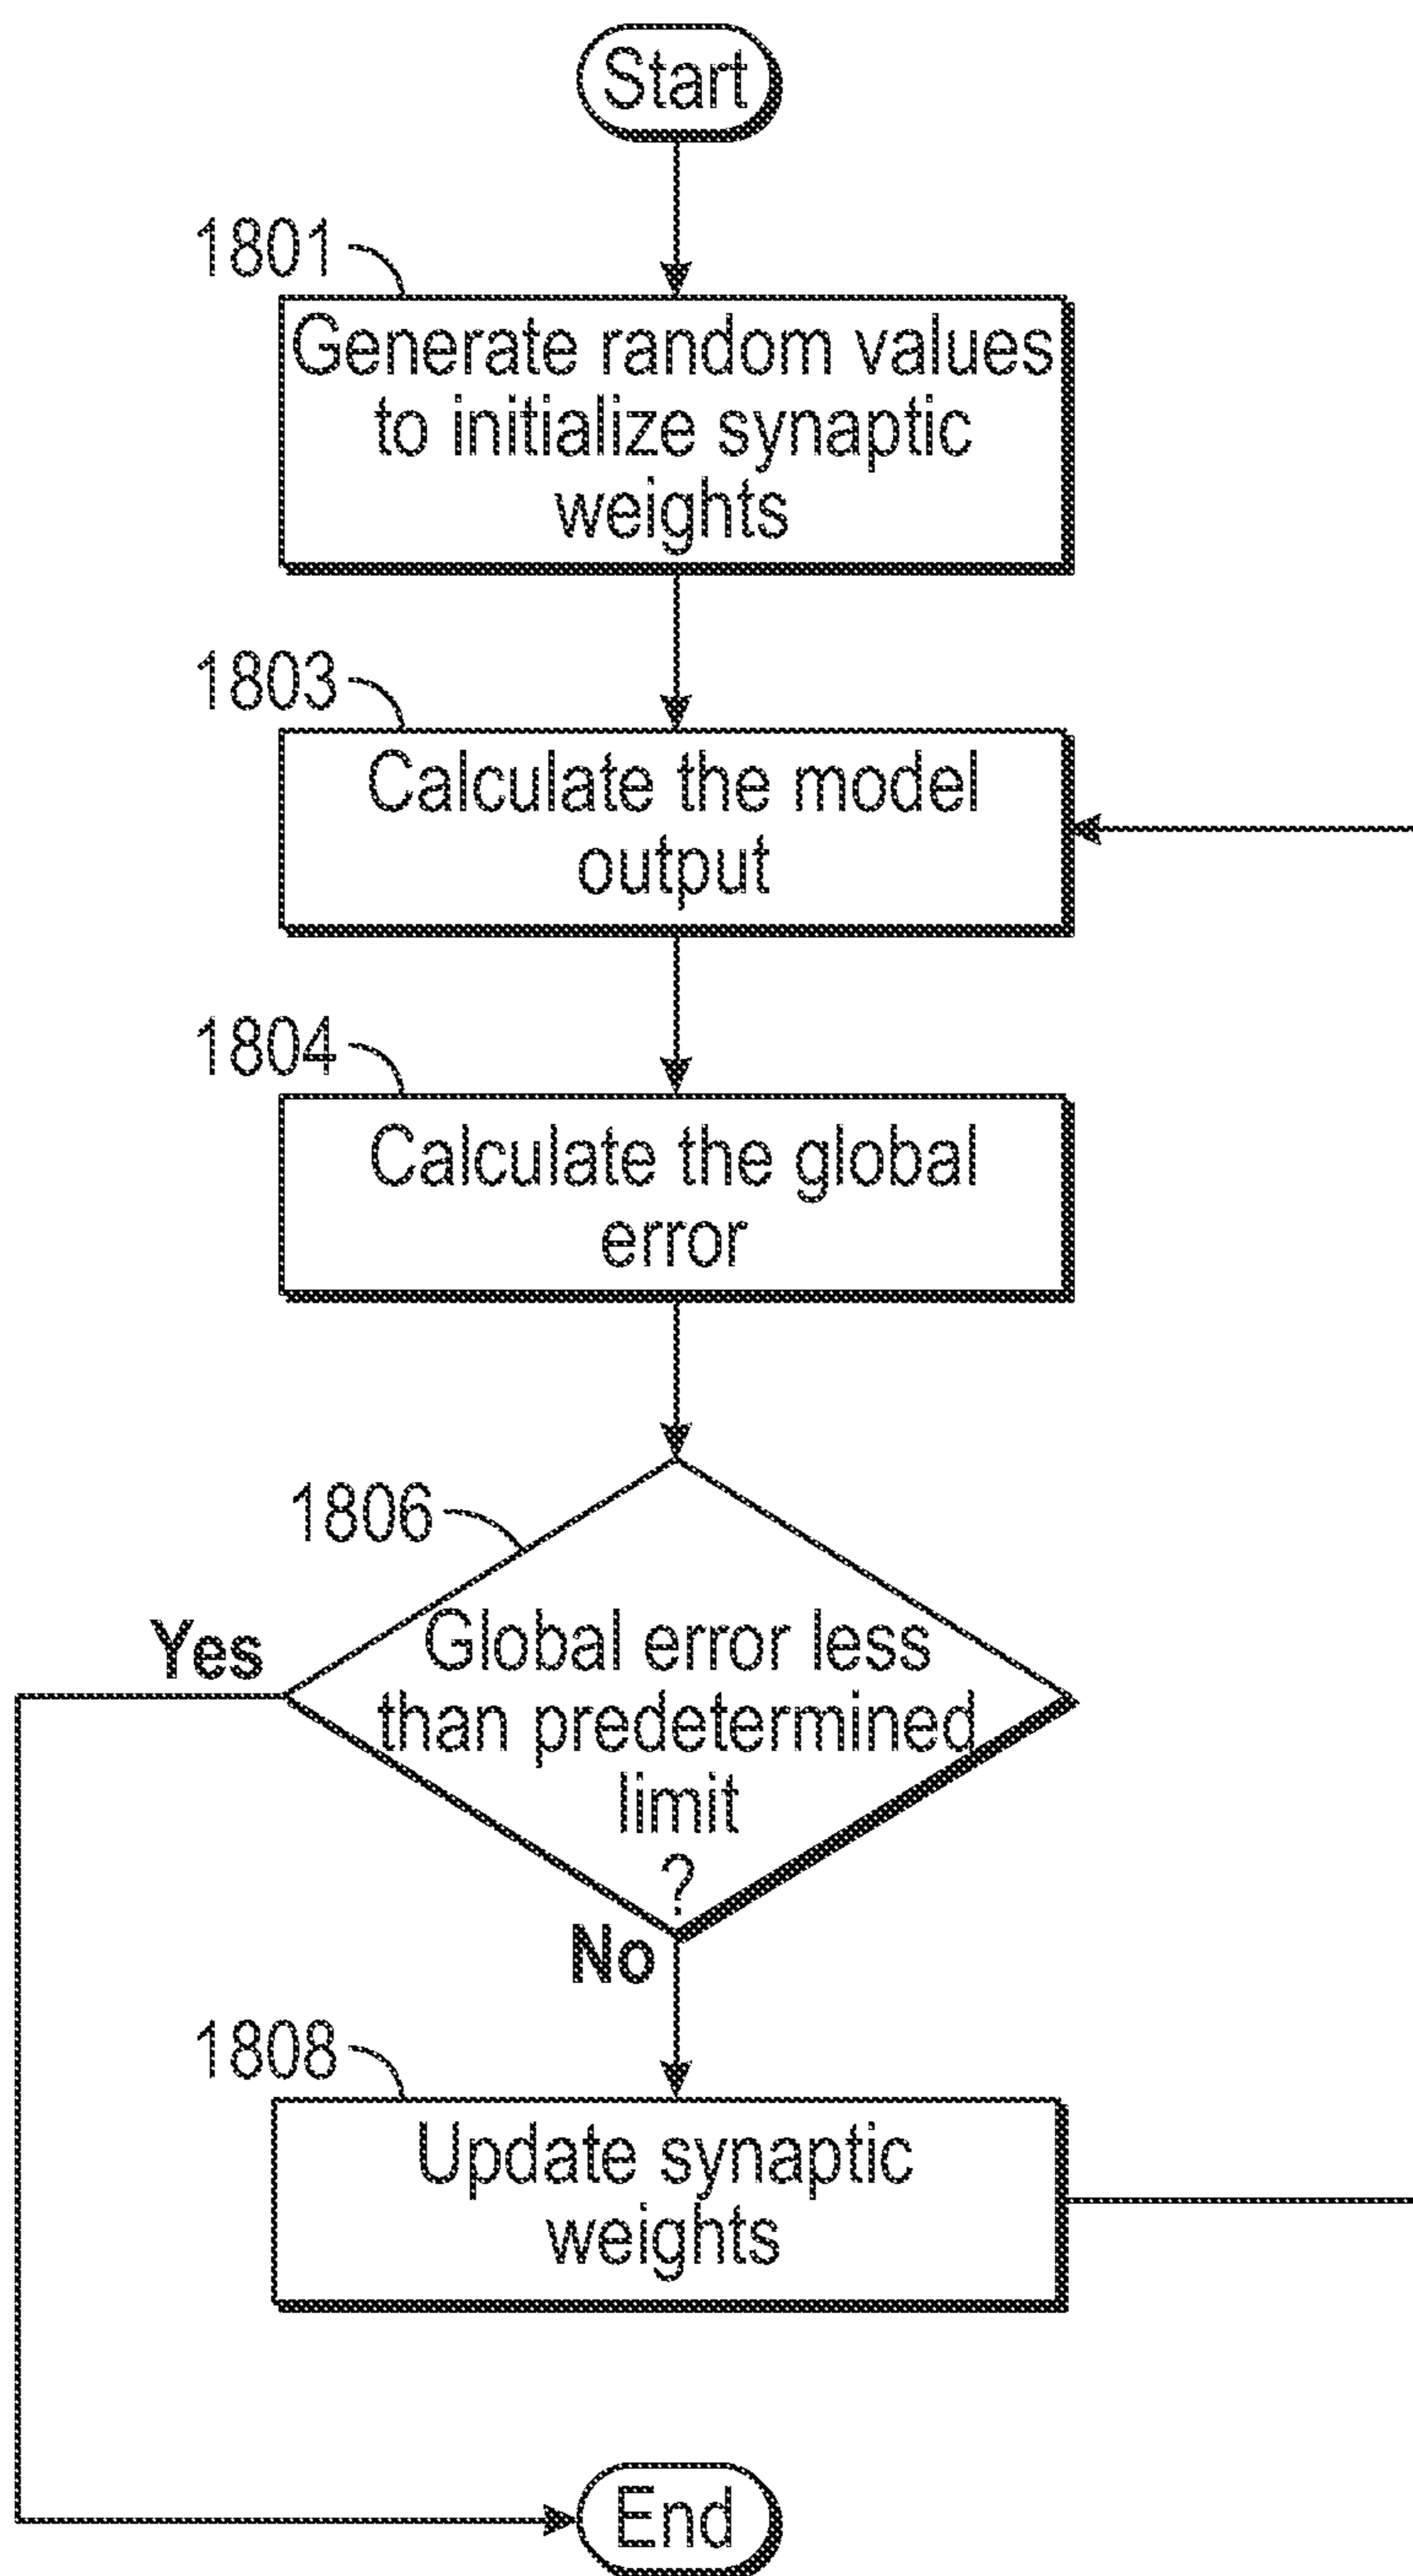 Start
1801
Generate random values
to initialize synaptic
weights
1803
Calculate the model
output
1804
Calculate the global
error
1806
Yes
Global error less
than predetermined
limit
?
No
1808
Update synaptic
weights
End